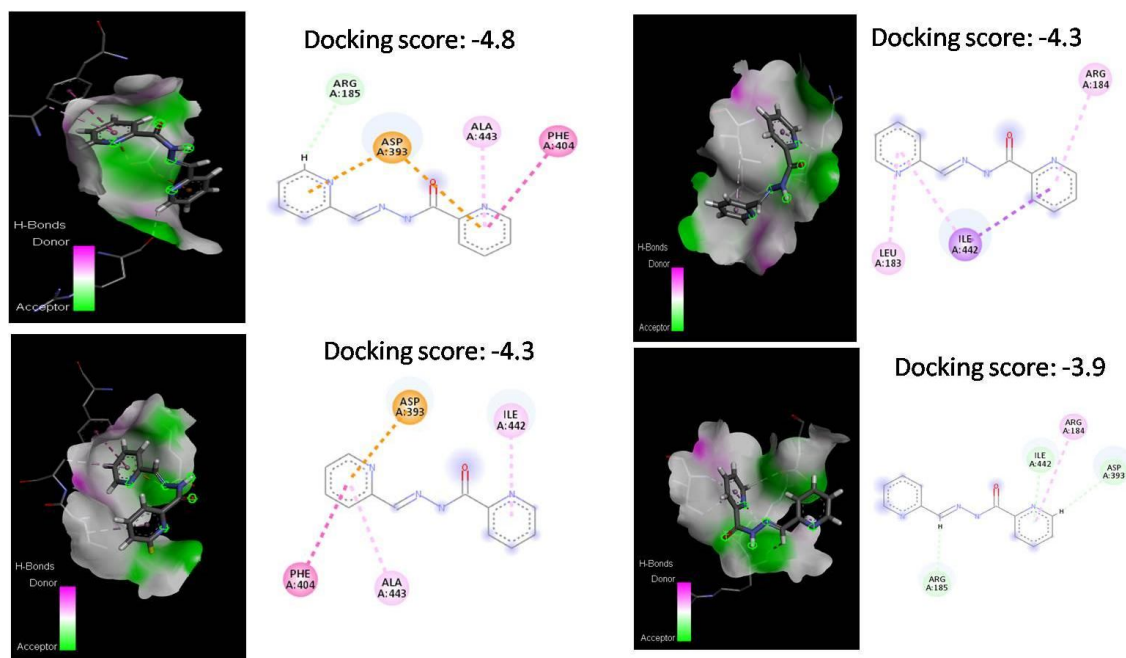 Docking score: -4.8
ARG
A:185
ASP
A:393
ALA
A:443
PHE
A:404
H
N
N
N
O
N
H-Bonds
Donor
Acceptor
Docking score: -4.3
ARG
A:184
O
N
N
N
N
LEU
A:183
ILE
A:442
H-Bonds
Donor
Acceptor
Docking score: -4.3
ASP
A:393
ILE
A:442
O
N
N
N
N
PHE
A:404
ALA
A:443
H-Bonds
Donor
Acceptor
Docking score: -3.9
ARG
A:184
ILE
A:442
ASP
A:393
O
H
N
N
N
N
H
ARG
A:185
H-Bonds
Donor
Acceptor